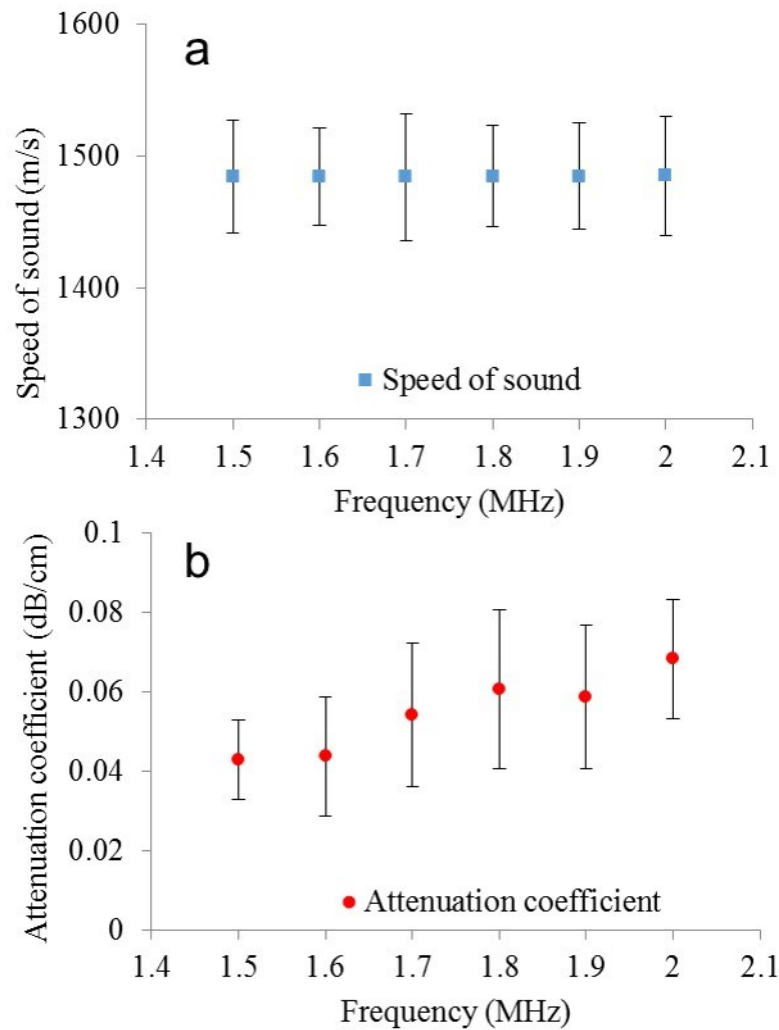 a
Speed of sound (m/s)
1600
1500
1400
1300
Speed of sound
1.4 1.5 1.6 1.7 1.8 1.9 2 2.1
Frequency (MHz)
b
Attenuation coefficient (dB/cm)
0.1
0.08
0.06
0.04
0.02
0
Attenuation coefficient
1.4 1.5 1.6 1.7 1.8 1.9 2 2.1
Frequency (MHz)